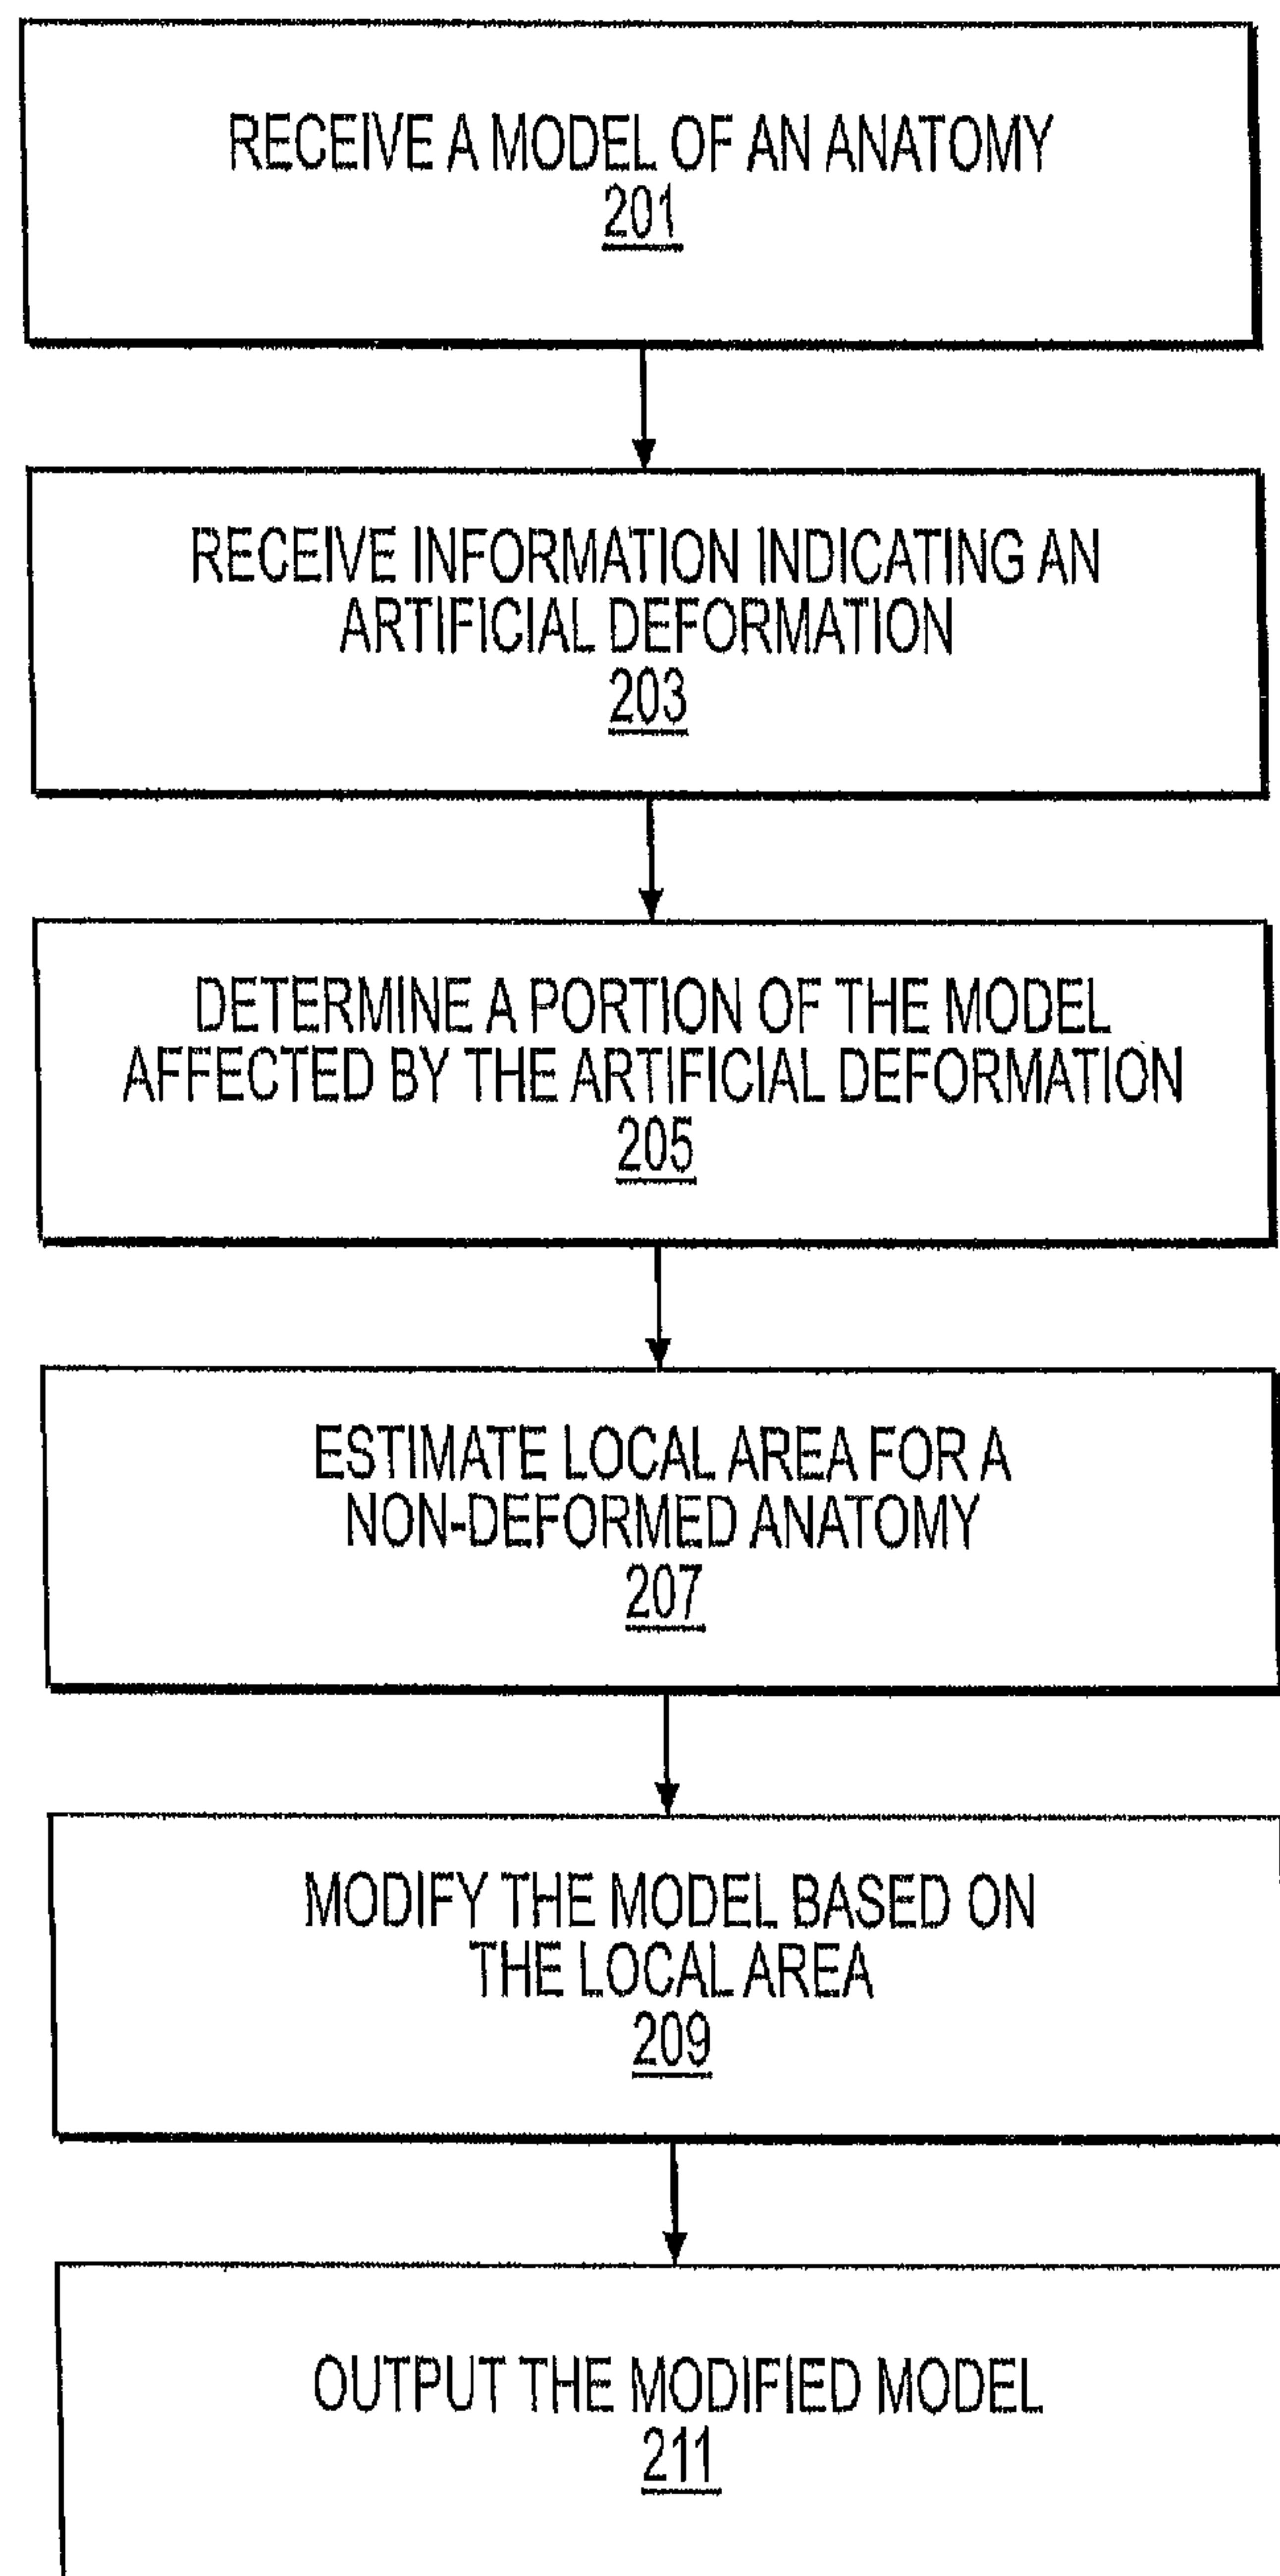 RECEIVE A MODEL OF AN ANATOMY
201
RECEIVE INFORMATION INDICATING AN
ARTIFICIAL DEFORMATION
203
DETERMINE A PORTION OF THE MODEL
AFFECTED BY THE ARTIFICIAL DEFORMATION
205
ESTIMATE LOCAL AREA FOR A
NON-DEFORMED ANATOMY
207
MODIFY THE MODEL BASED ON
THE LOCAL AREA
209
OUTPUT THE MODIFIED MODEL
211